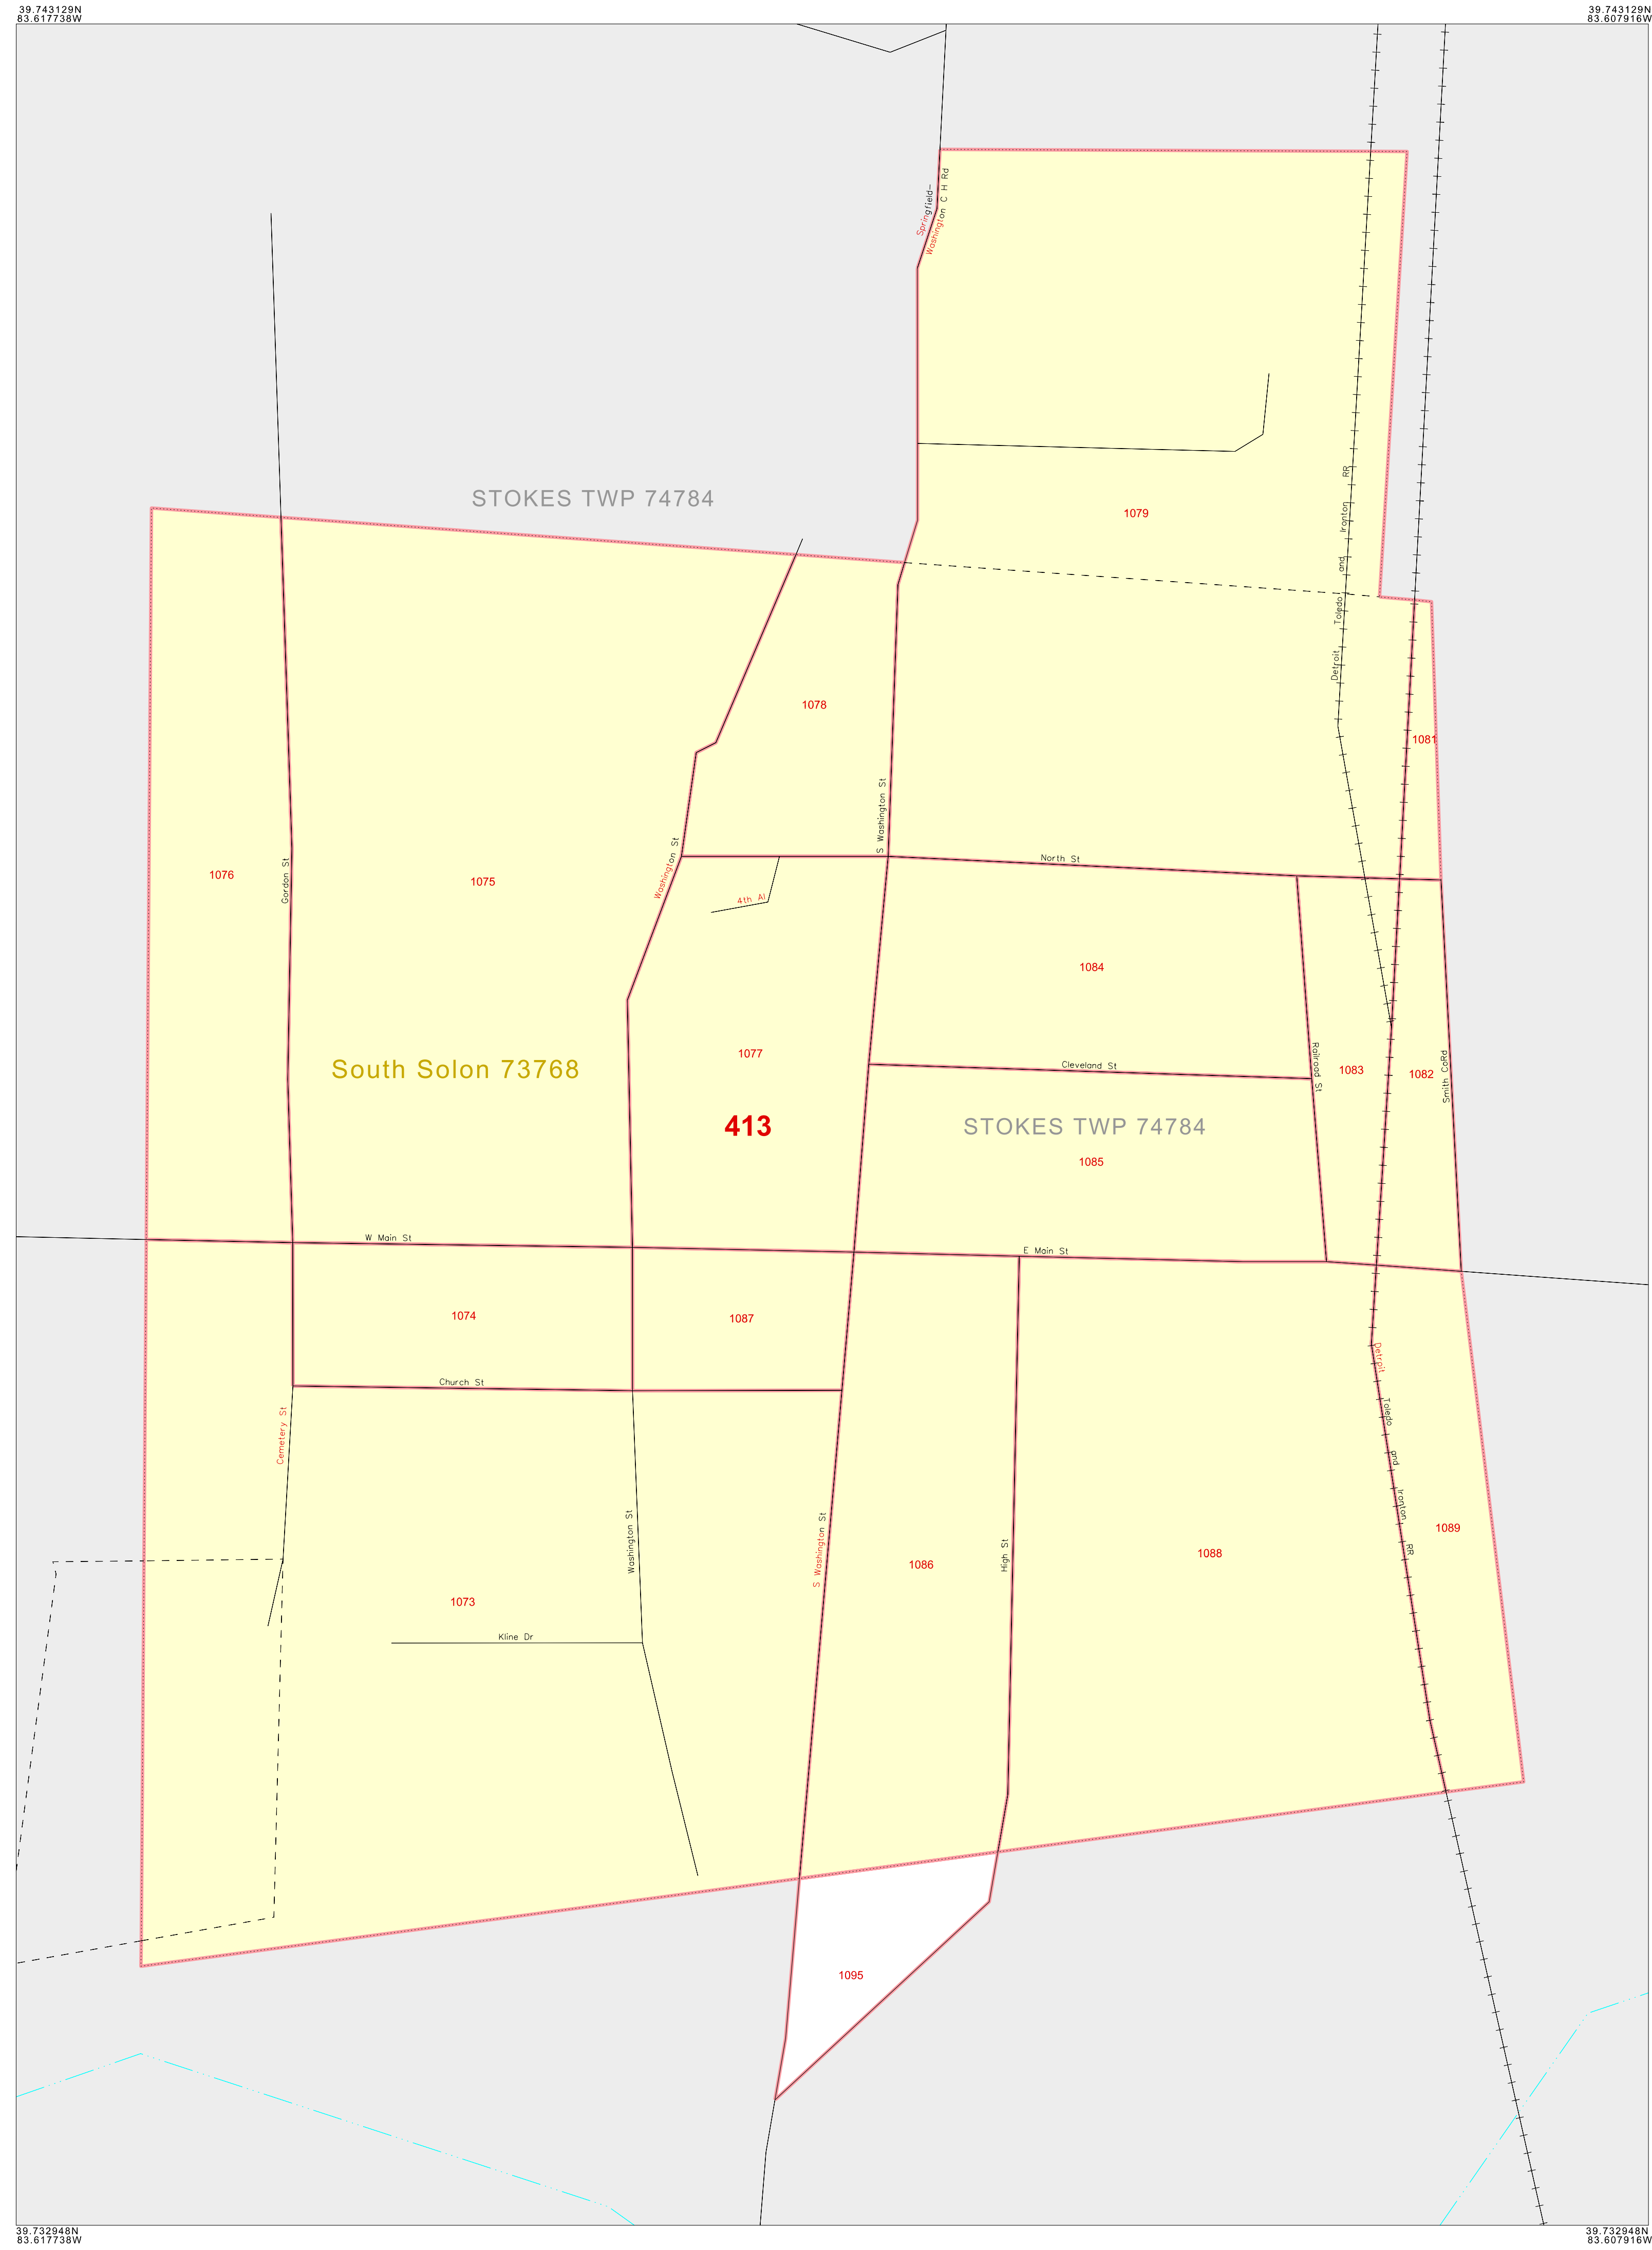 39.743129N
83.617738W
39.743129N
83.607916W
Springfield-
Washington C H Rd
STOKES TWP 74784
1079
Detroit Toledo and Ironton RR
1078
1081
S Washington St
North St
1076
Gordon St
1075
Washington St
4th Al
1084
South Solon 73768
1077
Cleveland St
Railroad St
1083
1082
Smith CoRd
413
STOKES TWP 74784
1085
W Main St
E Main St
1074
1087
Detroit Toledo and Ironton RR
Church St
Cemetery St
Washington St
S Washington St
High St
1089
1088
1086
1073
Kline Dr
1095
39.732948N
83.617738W
39.732948N
83.607916W